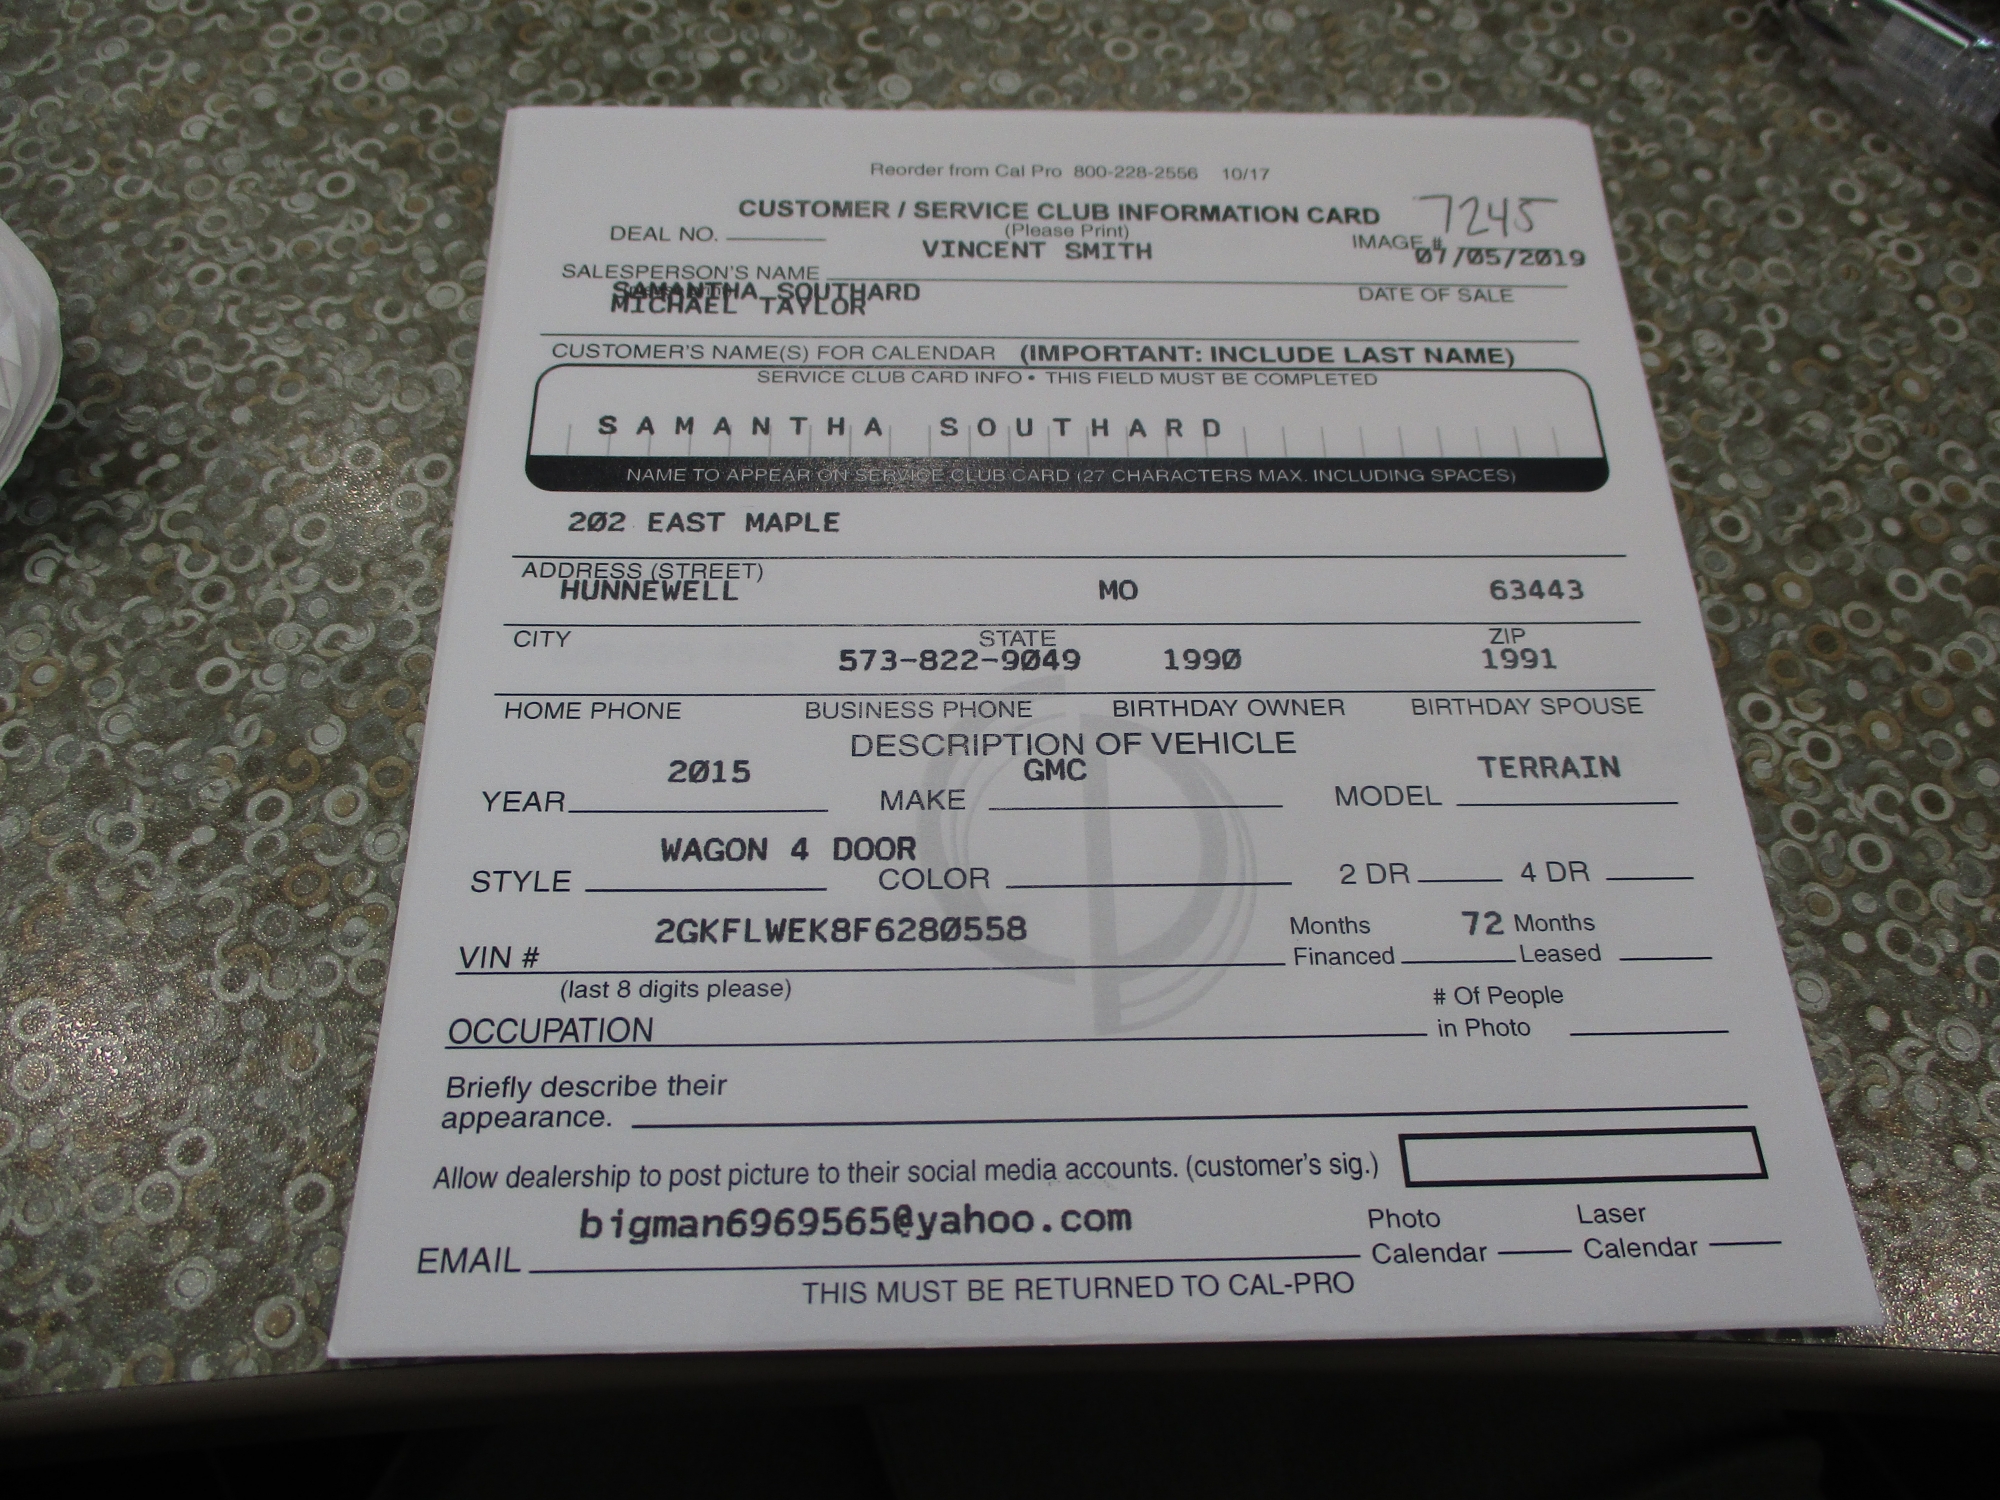 Reorder from Cal Pro 800-228-2556 10/17
CUSTOMER / SERVICE CLUB INFORMATION CARD 7245
(Please Print)
DEAL NO. VINCENT SMITH IMAGE # 07/05/2019
SALESPERSON'S NAME DATE OF SALE
SAMANTHA SOUTHARD
MICHAEL TAYLOR
CUSTOMER'S NAME(S) FOR CALENDAR (IMPORTANT: INCLUDE LAST NAME)
SERVICE CLUB CARD INFO • THIS FIELD MUST BE COMPLETED
SAMANTHA SOUTHARD
NAME TO APPEAR ON SERVICE CLUB CARD (27 CHARACTERS MAX. INCLUDING SPACES)
202 EAST MAPLE
ADDRESS (STREET)
HUNNEWELL MO 63443
CITY STATE ZIP
573-822-9049 1990 1991
HOME PHONE BUSINESS PHONE BIRTHDAY OWNER BIRTHDAY SPOUSE
DESCRIPTION OF VEHICLE
2015 GMC TERRAIN
YEAR MAKE MODEL
WAGON 4 DOOR
STYLE COLOR 2 DR 4 DR
2GKFLWEK8F6280558 Months 72 Months
VIN # Financed Leased
(last 8 digits please) # Of People
OCCUPATION in Photo
Briefly describe their
appearance.
Allow dealership to post picture to their social media accounts. (customer's sig.)
bigman6969565@yahoo.com Photo Laser
EMAIL Calendar Calendar
THIS MUST BE RETURNED TO CAL-PRO